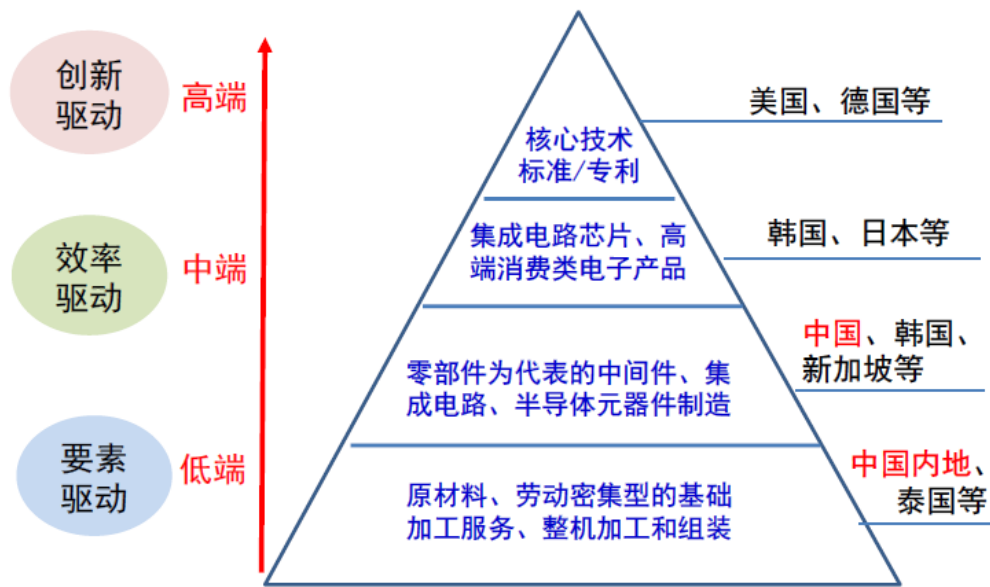 创新
驱动
高端
核心技术
标准/专利
美国、德国等
效率
驱动
中端
集成电路芯片、高
端消费类电子产品
韩国、日本等
零部件为代表的中间件、集
成电路、半导体元器件制造
中国、韩国、
新加坡等
要素
驱动
低端
原材料、劳动密集型的基础
加工服务、整机加工和组装
中国内地、
泰国等